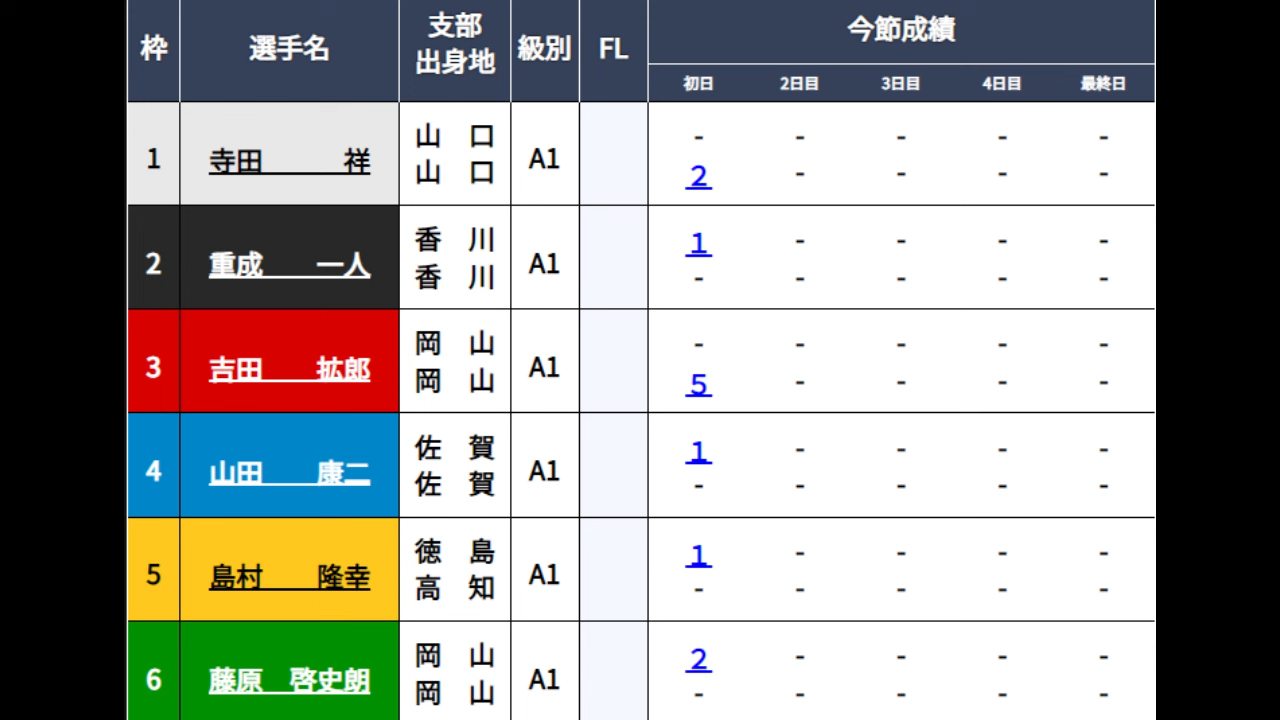 枠 選手名 支部 出身地 級別 FL 今節成績
初日 2日目 3日目 4日目 最終日
1 寺田 祥 山口 A1 - - - - -
山口 2 - - - -
2 重成 一人 香川 A1 1 - - - -
香川 - - - - -
3 吉田 拡郎 岡山 A1 - - - - -
岡山 5 - - - -
4 山田 康二 佐賀 A1 1 - - - -
佐賀 - - - - -
5 島村 隆幸 徳島 A1 1 - - - -
高知 - - - - -
6 藤原 啓史朗 岡山 A1 2 - - - -
岡山 - - - - -